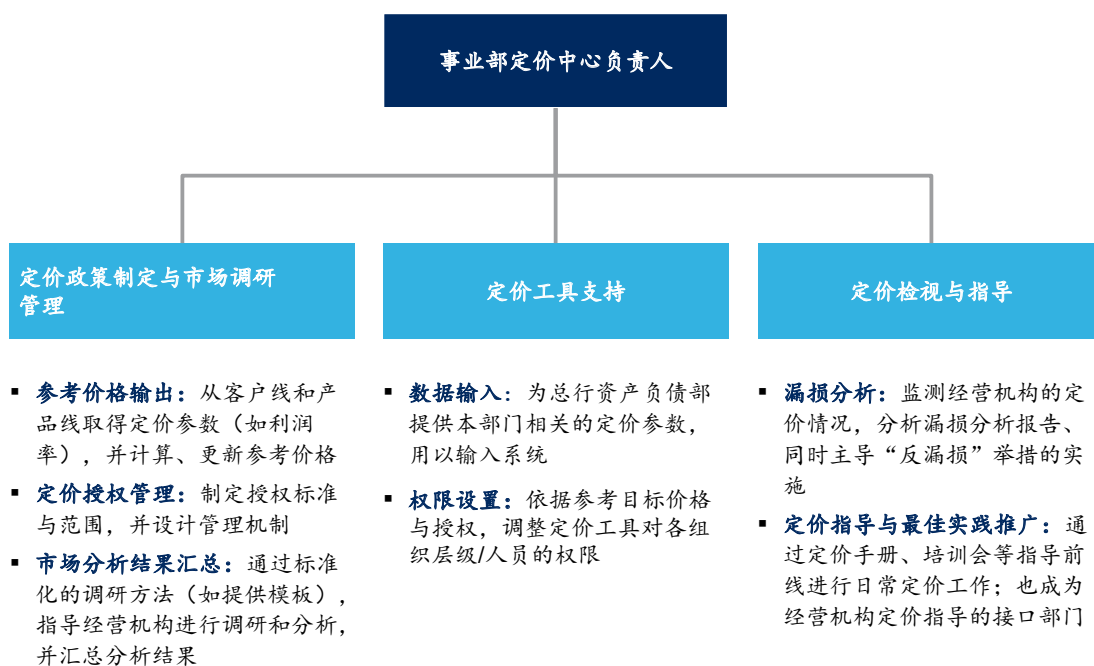 事业部定价中心负责人
定价政策制定与市场调研
管理
定价工具支持
定价检视与指导
▪ 参考价格输出：从客户线和产
品线取得定价参数（如利润
率），并计算、更新参考价格
▪ 定价授权管理：制定授权标准
与范围，并设计管理机制
▪ 市场分析结果汇总：通过标准
化的调研方法（如提供模板），
指导经营机构进行调研和分析，
并汇总分析结果
▪ 数据输入：为总行资产负债部
提供本部门相关的定价参数，
用以输入系统
▪ 权限设置：依据参考目标价格
与授权，调整定价工具对各组
织层级/人员的权限
▪ 漏损分析：监测经营机构的定
价情况，分析漏损分析报告、
同时主导“反漏损”举措的实
施
▪ 定价指导与最佳实践推广：通
过定价手册、培训会等指导前
线进行日常定价工作；也成为
经营机构定价指导的接口部门